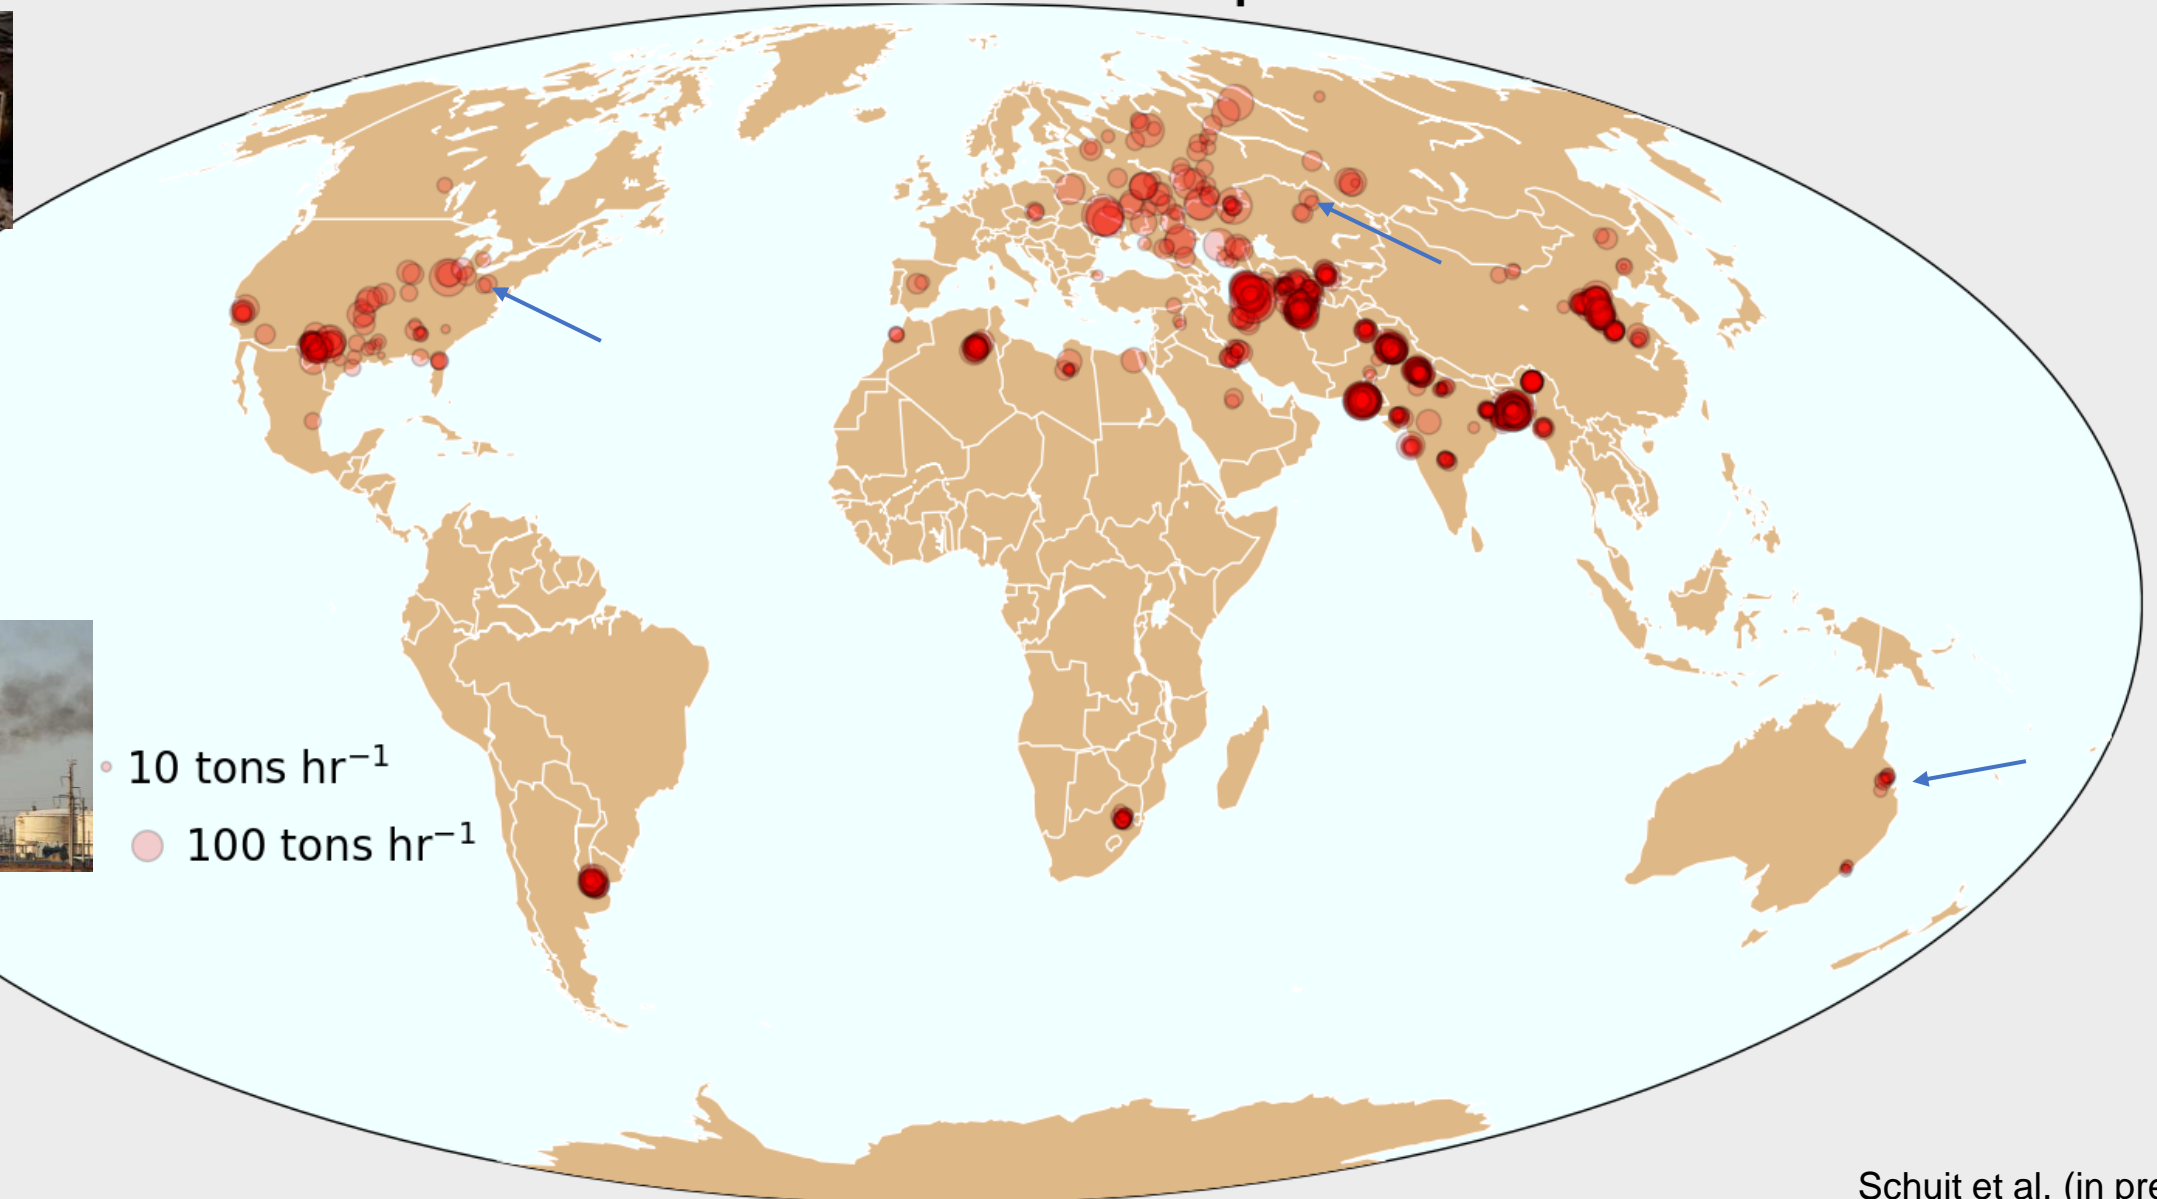 10 tons hr⁻¹
100 tons hr⁻¹
Schuit et al. (in pre